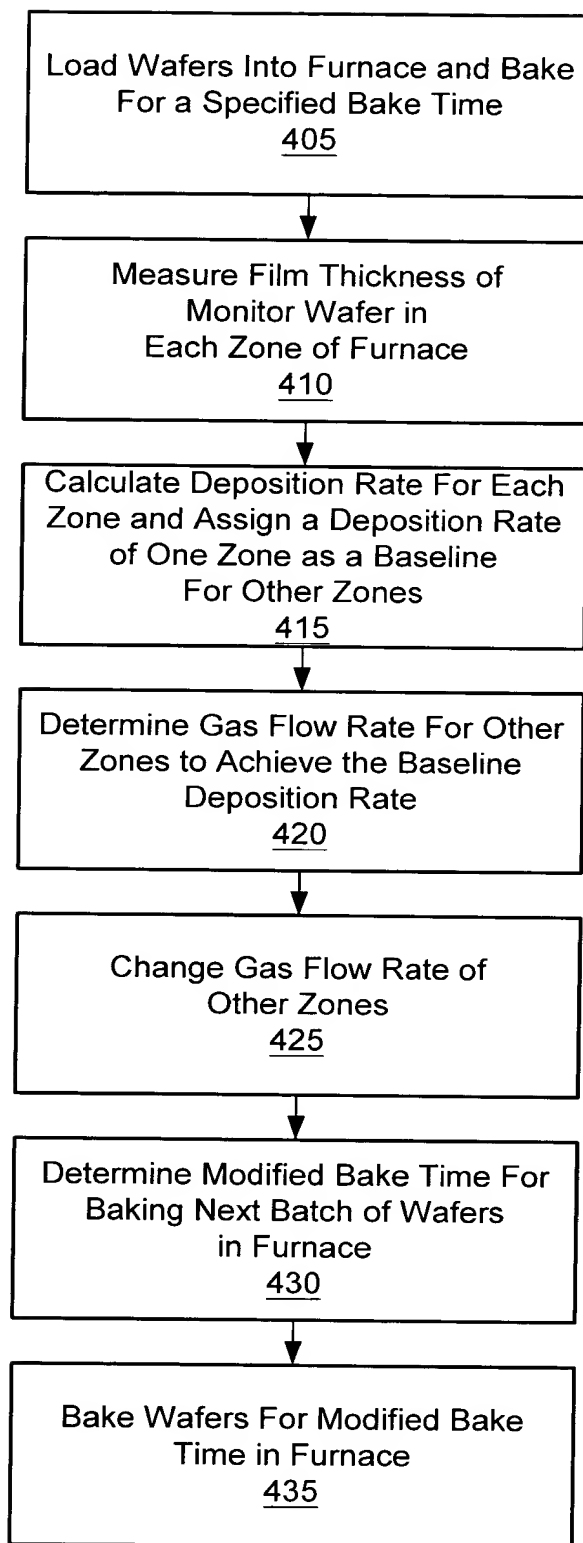 Load Wafers Into Furnace and Bake
For a Specified Bake Time
405
Measure Film Thickness of
Monitor Wafer in
Each Zone of Furnace
410
Calculate Deposition Rate For Each
Zone and Assign a Deposition Rate
of One Zone as a Baseline
For Other Zones
415
Determine Gas Flow Rate For Other
Zones to Achieve the Baseline
Deposition Rate
420
Change Gas Flow Rate of
Other Zones
425
Determine Modified Bake Time For
Baking Next Batch of Wafers
in Furnace
430
Bake Wafers For Modified Bake
Time in Furnace
435